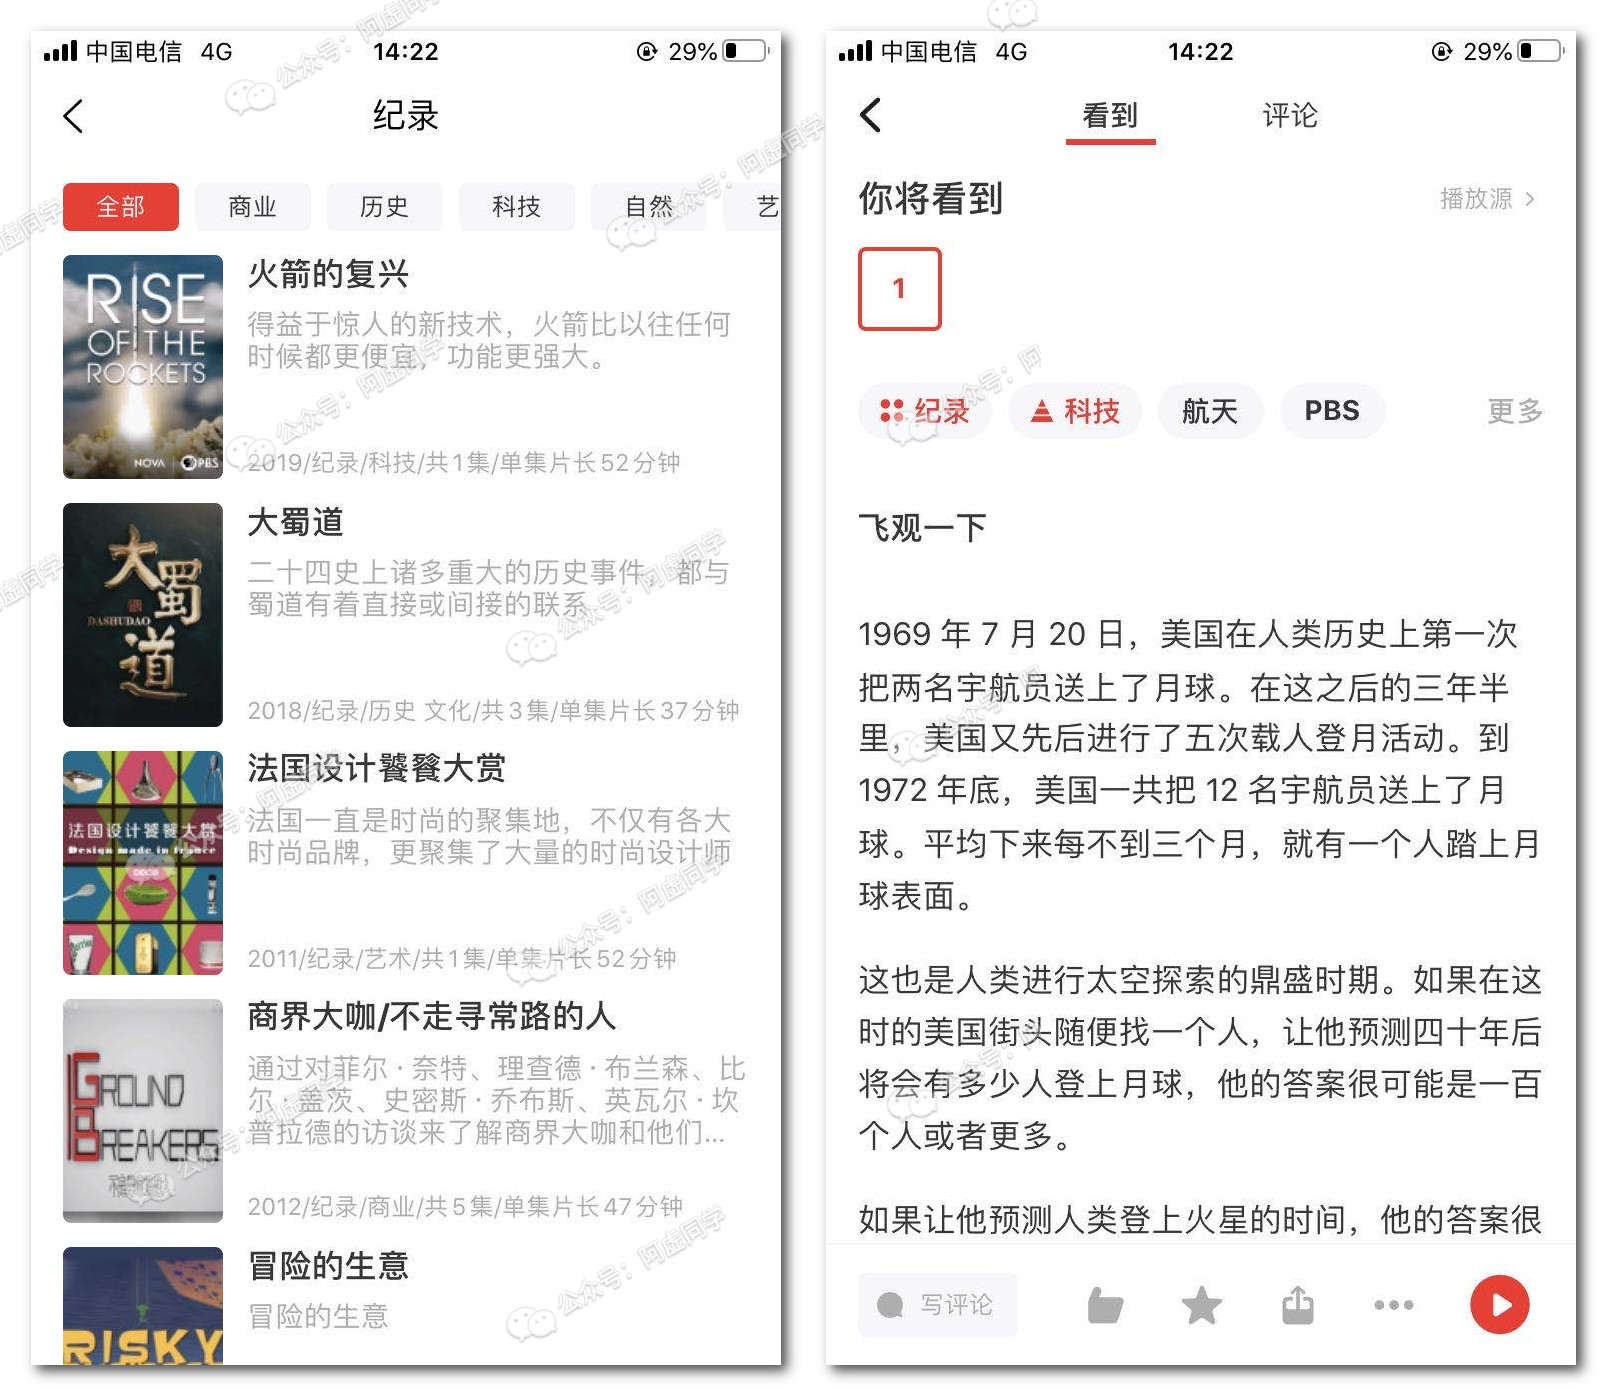 中国电信 4G 14:22 29%
纪录
全部 商业 历史 科技 自然 艺
RISE
OF THE
ROCKETS
NOVA PBS
火箭的复兴
得益于惊人的新技术，火箭比以往任何
时候都更便宜，功能更强大。
2019/纪录/科技/共1集/单集片长52分钟
大蜀道
DASHUDAO
大蜀道
二十四史上诸多重大的历史事件，都与
蜀道有着直接或间接的联系
2018/纪录/历史 文化/共3集/单集片长37分钟
法国设计饕餮大赏
Design made in france
法国设计饕餮大赏
法国一直是时尚的聚集地，不仅有各大
时尚品牌，更聚集了大量的时尚设计师
2011/纪录/艺术/共1集/单集片长52分钟
GROUND
BREAKERS
商界大咖/不走寻常路的人
通过对菲尔·奈特、理查德·布兰森、比
尔·盖茨、史密斯·乔布斯、英瓦尔·坎
普拉德的访谈来了解商界大咖和他们...
2012/纪录/商业/共5集/单集片长47分钟
RISKY
冒险的生意
冒险的生意
中国电信 4G 14:22 29%
看到 评论
你将看到 播放源
1
纪录 科技 航天 PBS 更多
飞观一下
1969 年 7 月 20 日，美国在人类历史上第一次
把两名宇航员送上了月球。在这之后的三年半
里，美国又先后进行了五次载人登月活动。到
1972 年底，美国一共把 12 名宇航员送上了月
球。平均下来每不到三个月，就有一个人踏上月
球表面。
这也是人类进行太空探索的鼎盛时期。如果在这
时的美国街头随便找一个人，让他预测四十年后
将会有多少人登上月球，他的答案很可能是一百
个人或者更多。
如果让他预测人类登上火星的时间，他的答案很
写评论
公众号：阿虚同学